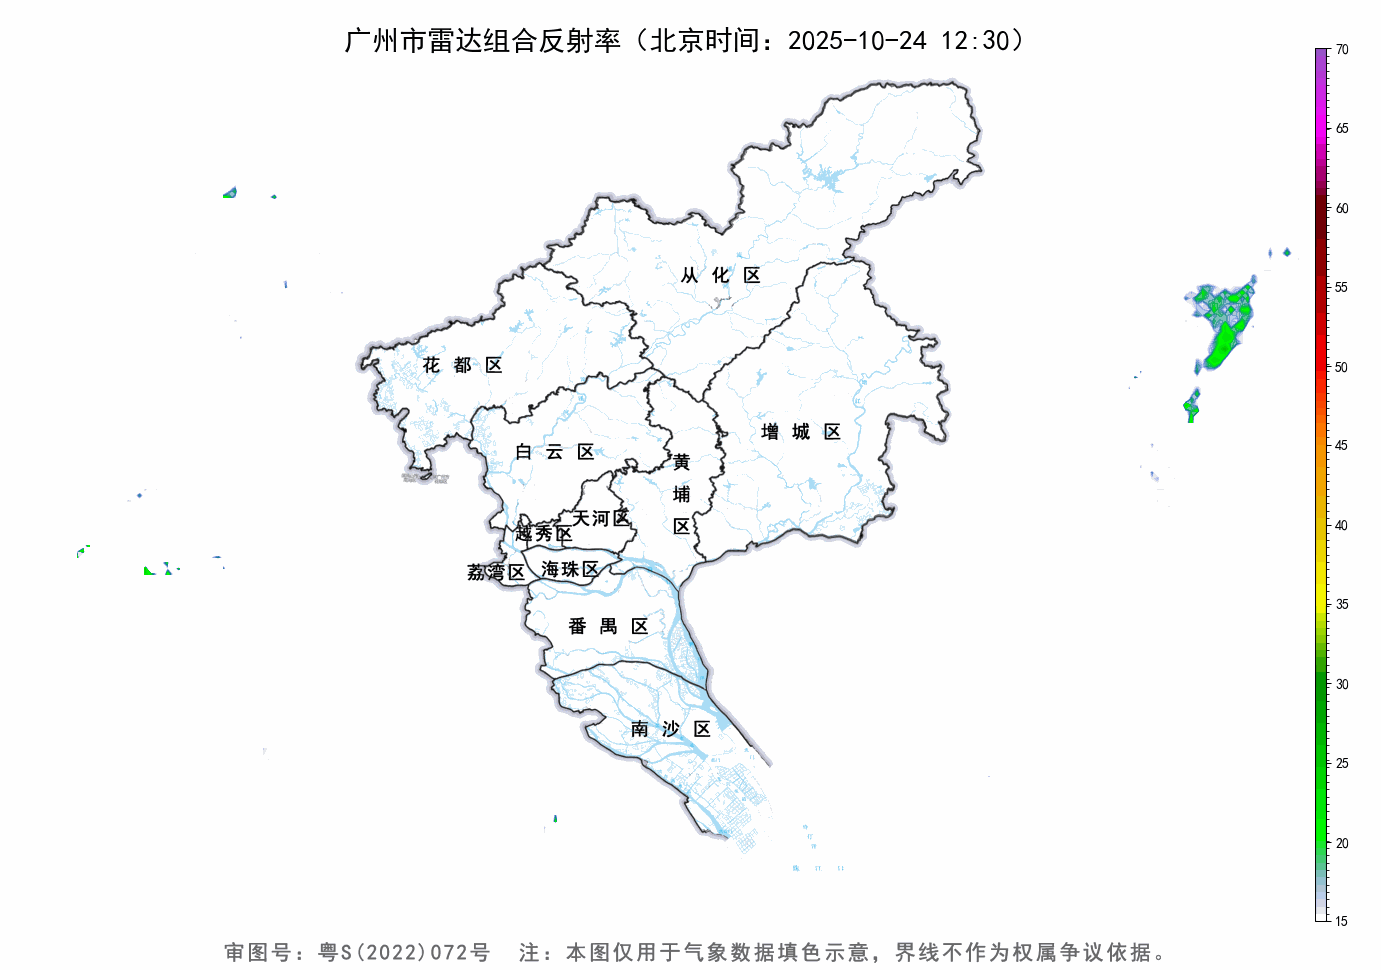 广州市雷达组合反射率（北京时间：2025-10-24 12:30）
70
65
60
55
50
45
40
35
30
25
20
15
从化区
花都区
增城区
白云区
黄埔区
天河区
越秀区
荔湾区
海珠区
番禺区
南沙区
审图号：粤S(2022)072号 注：本图仅用于气象数据填色示意，界线不作为权属争议依据。